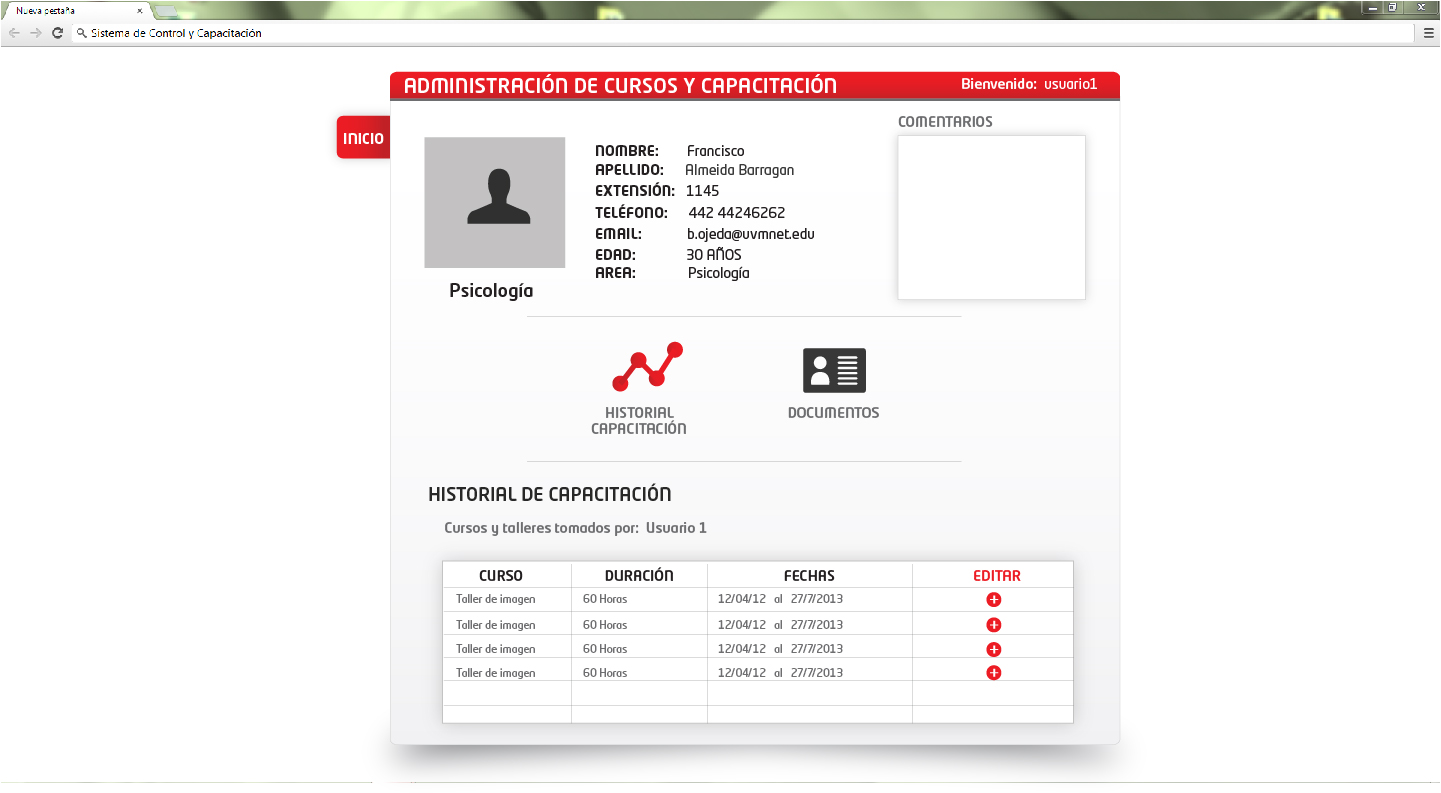 Nueva pestaña
Sistema de Control y Capacitación
ADMINISTRACIÓN DE CURSOS Y CAPACITACIÓN
Bienvenido: usuario1
INICIO
COMENTARIOS
NOMBRE: Francisco
APELLIDO: Almeida Barragan
EXTENSIÓN: 1145
TELÉFONO: 442 44246262
EMAIL: b.ojeda@uvmnet.edu
EDAD: 30 AÑOS
AREA: Psicología
Psicología
HISTORIAL
CAPACITACIÓN
DOCUMENTOS
HISTORIAL DE CAPACITACIÓN
Cursos y talleres tomados por: Usuario 1
CURSO DURACIÓN FECHAS EDITAR
Taller de imagen 60 Horas 12/04/12 al 27/7/2013
Taller de imagen 60 Horas 12/04/12 al 27/7/2013
Taller de imagen 60 Horas 12/04/12 al 27/7/2013
Taller de imagen 60 Horas 12/04/12 al 27/7/2013